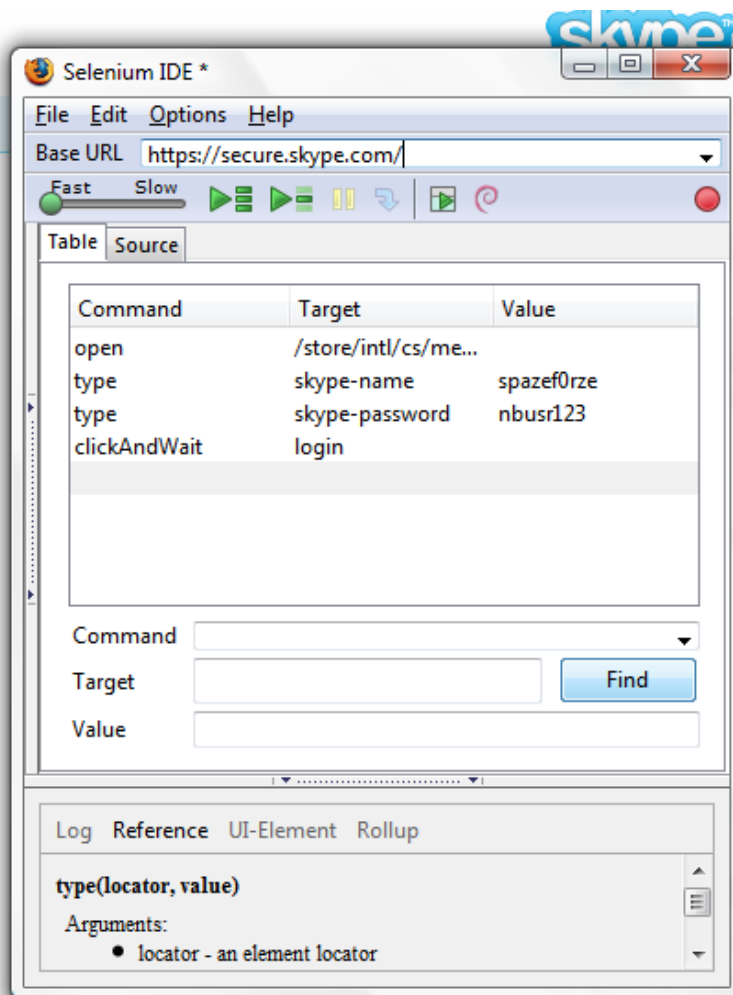 skype
Selenium IDE *
File Edit Options Help
Base URL https://secure.skype.com/
Fast Slow
Table Source
Command Target Value
open /store/intl/cs/me...
type skype-name spazef0rze
type skype-password nbusr123
clickAndWait login
Command
Target Find
Value
Log Reference UI-Element Rollup
type(locator, value)
Arguments:
• locator - an element locator